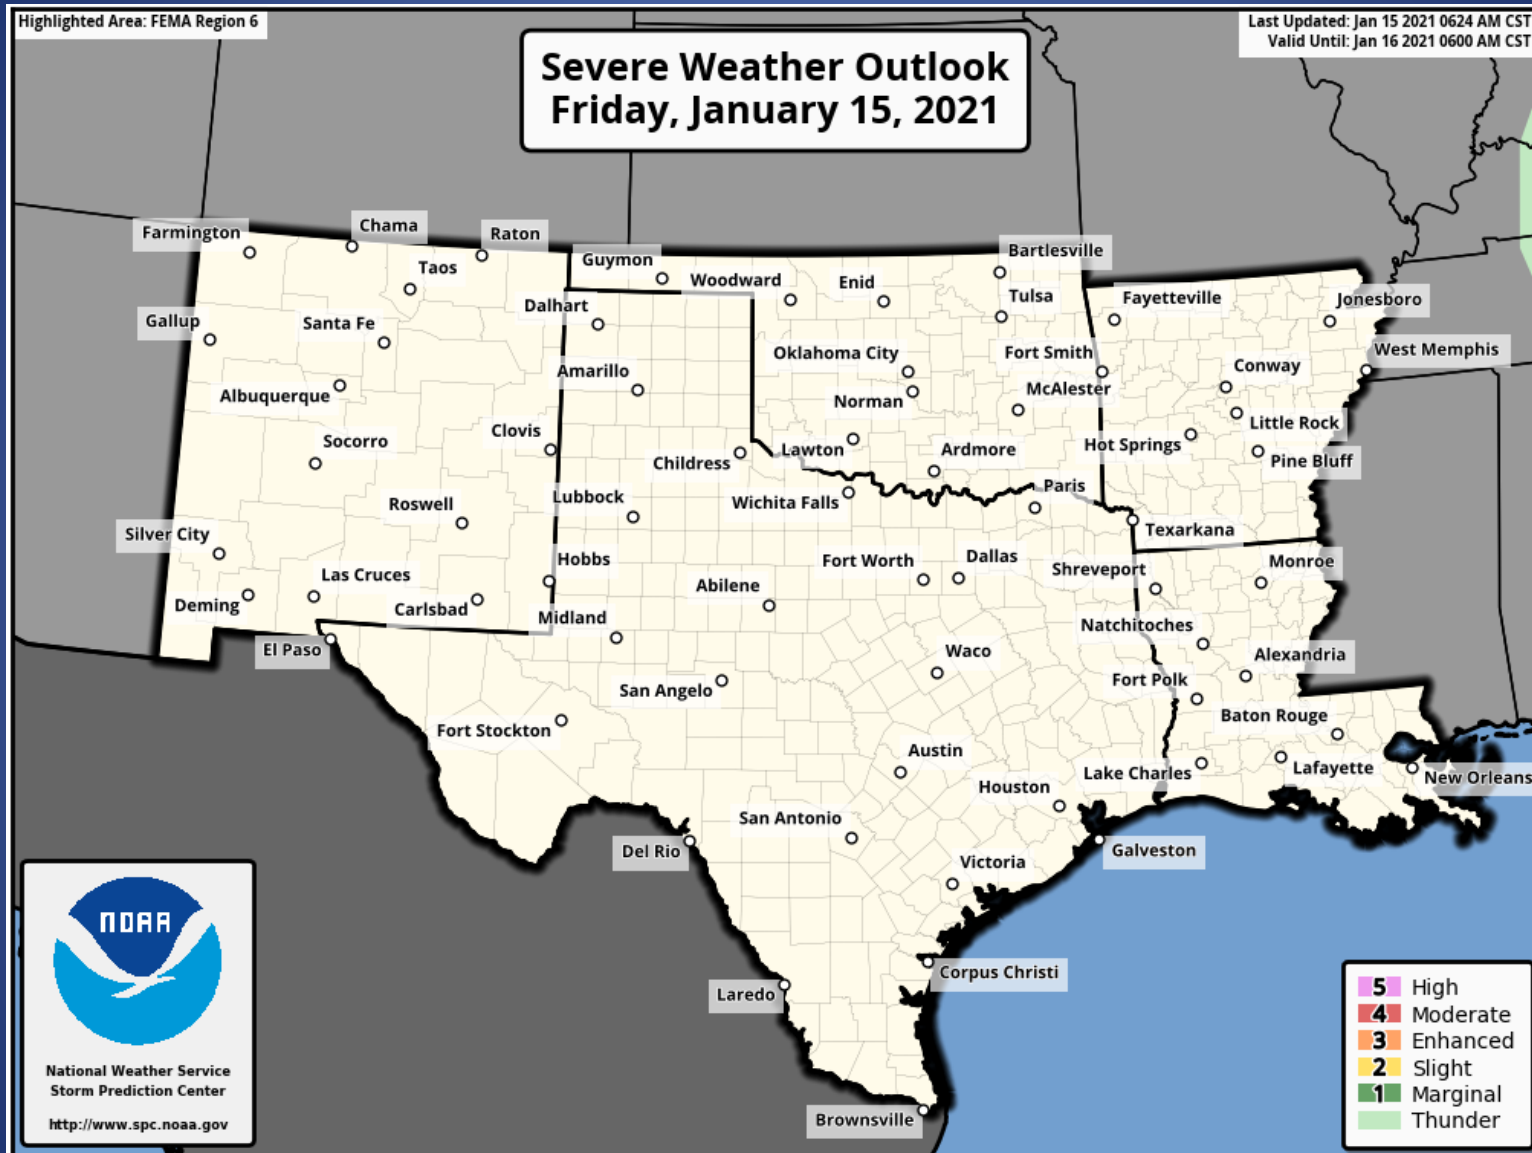 Highlighted Area: FEMA Region 6
Last Updated: Jan 15 2021 0624 AM CST
Valid Until: Jan 16 2021 0600 AM CST
Severe Weather Outlook
Friday, January 15, 2021
Farmington
Chama
Raton
Taos
Guymon
Woodward
Enid
Bartlesville
Tulsa
Fayetteville
Jonesboro
Gallup
Santa Fe
Dalhart
Oklahoma City
Fort Smith
West Memphis
Amarillo
Conway
Albuquerque
Norman
McAlester
Little Rock
Socorro
Clovis
Childress
Lawton
Ardmore
Hot Springs
Pine Bluff
Roswell
Lubbock
Wichita Falls
Paris
Texarkana
Silver City
Hobbs
Fort Worth
Dallas
Shreveport
Monroe
Las Cruces
Abilene
Deming
Carlsbad
Midland
Natchitoches
El Paso
Waco
Alexandria
San Angelo
Fort Polk
Fort Stockton
Baton Rouge
Austin
Lake Charles
Lafayette
New Orleans
Houston
San Antonio
Del Rio
Victoria
Galveston
Corpus Christi
Laredo
Brownsville
NOAA
National Weather Service
Storm Prediction Center
http://www.spc.noaa.gov
5 High
4 Moderate
3 Enhanced
2 Slight
1 Marginal
Thunder